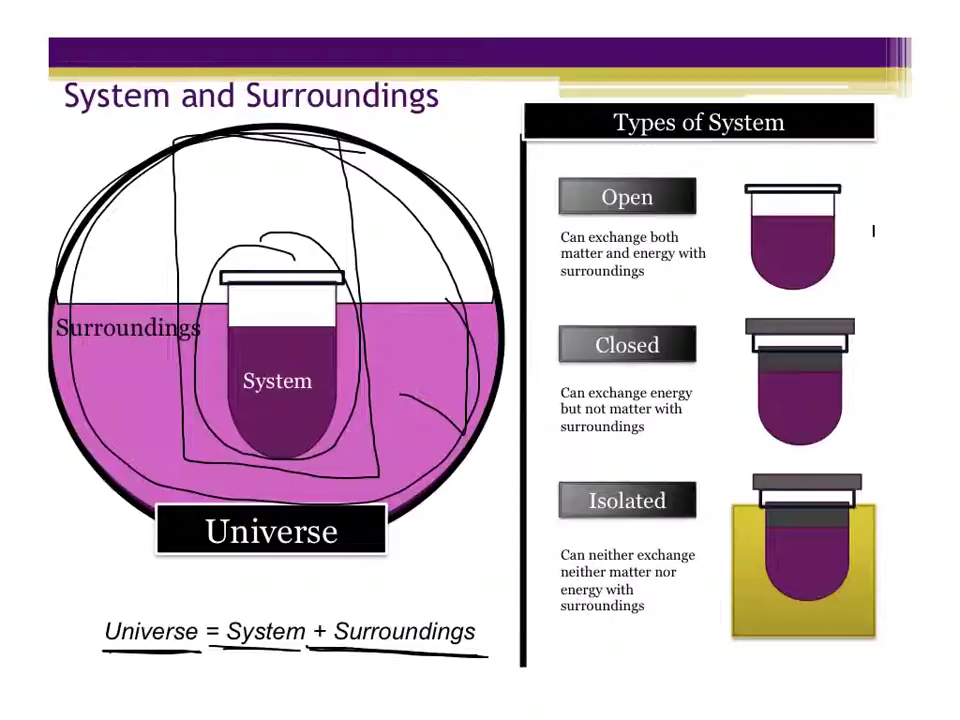 System and Surroundings
Surroundings
System
Universe
Universe = System + Surroundings
Types of System
Open
Can exchange both
matter and energy with
surroundings
Closed
Can exchange energy
but not matter with
surroundings
Isolated
Can neither exchange
neither matter nor
energy with
surroundings